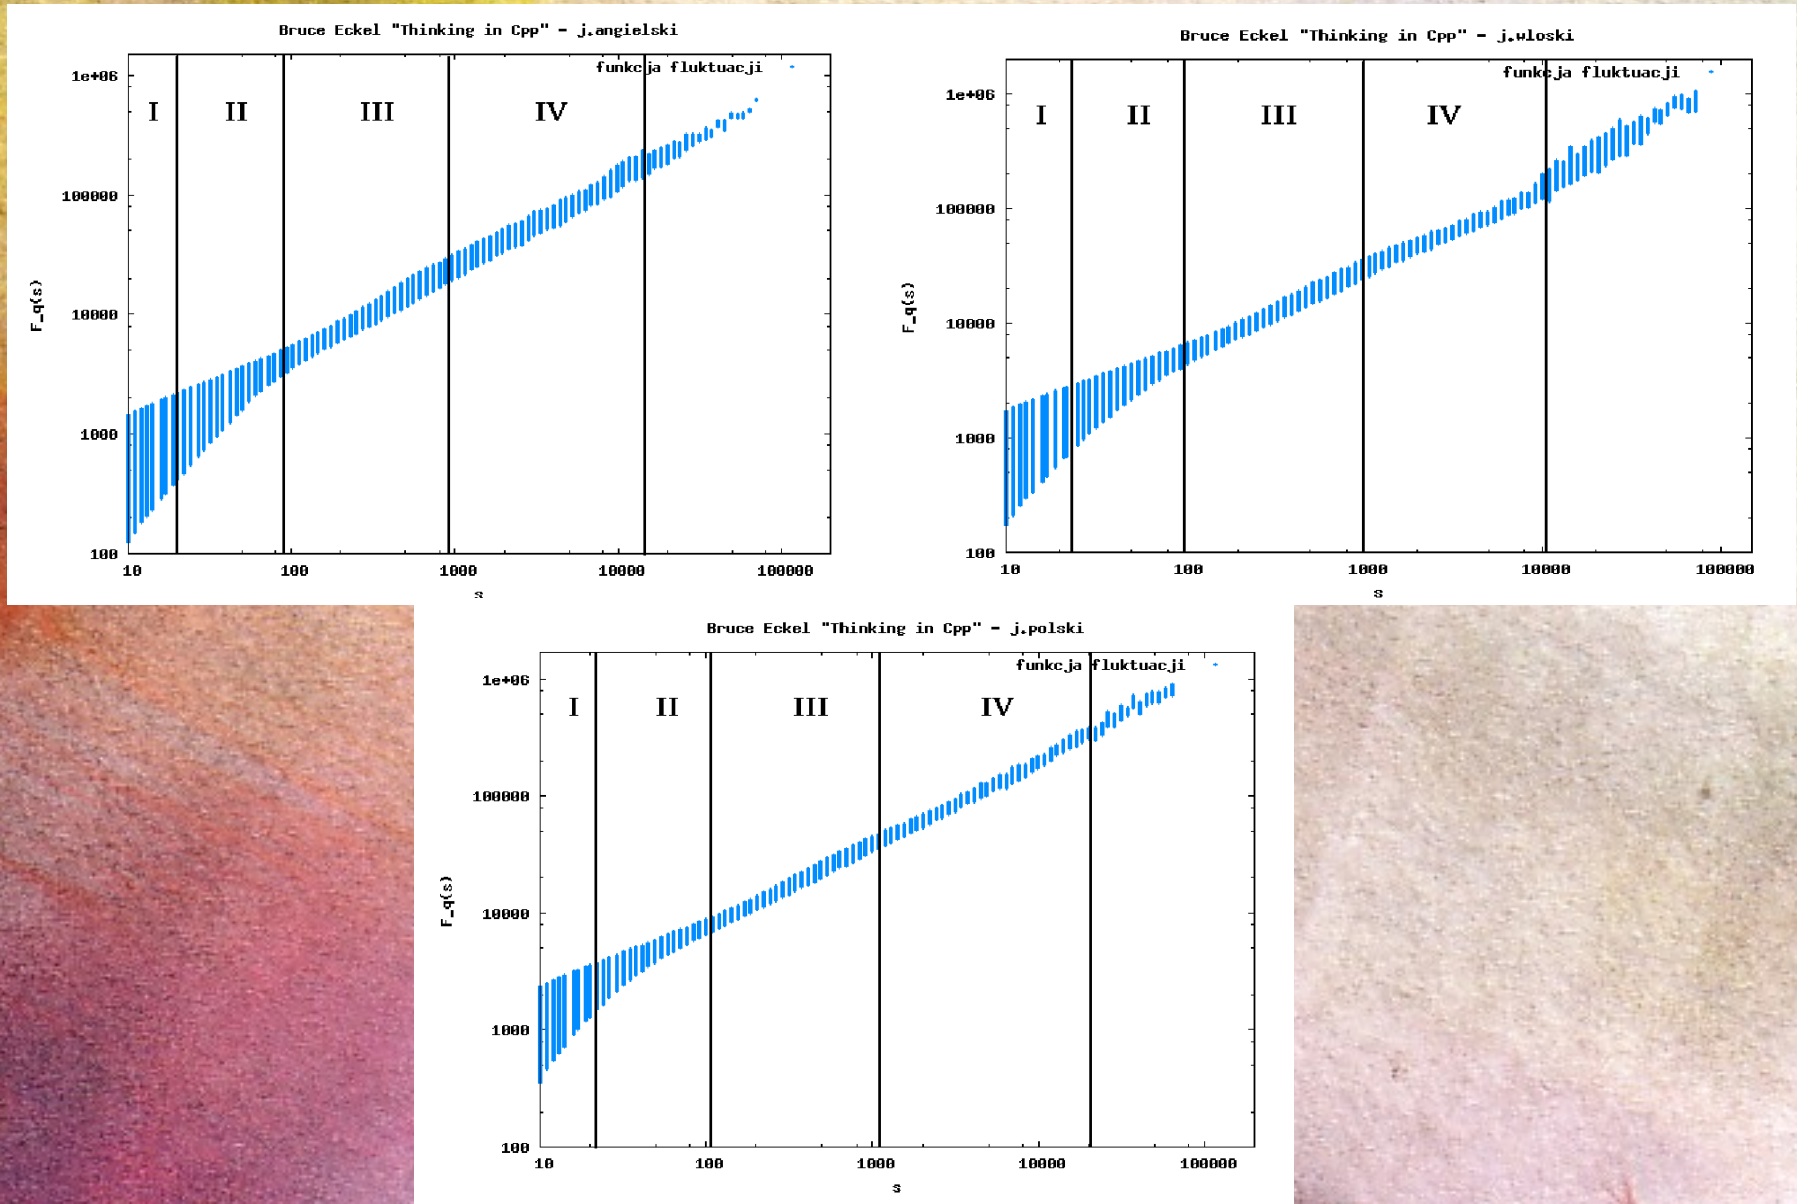 Bruce Eckel "Thinking in Cpp" - j.angielski
funkcja fluktuacji
1e+06
100000
10000
1000
100
I II III IV
F_q(s)
10 100 1000 10000 100000
s
Bruce Eckel "Thinking in Cpp" - j.wloski
funkcja fluktuacji
1e+06
100000
10000
1000
100
I II III IV
F_q(s)
10 100 1000 10000 100000
s
Bruce Eckel "Thinking in Cpp" - j.polski
funkcja fluktuacji
1e+06
100000
10000
1000
100
I II III IV
F_q(s)
10 100 1000 10000 100000
s